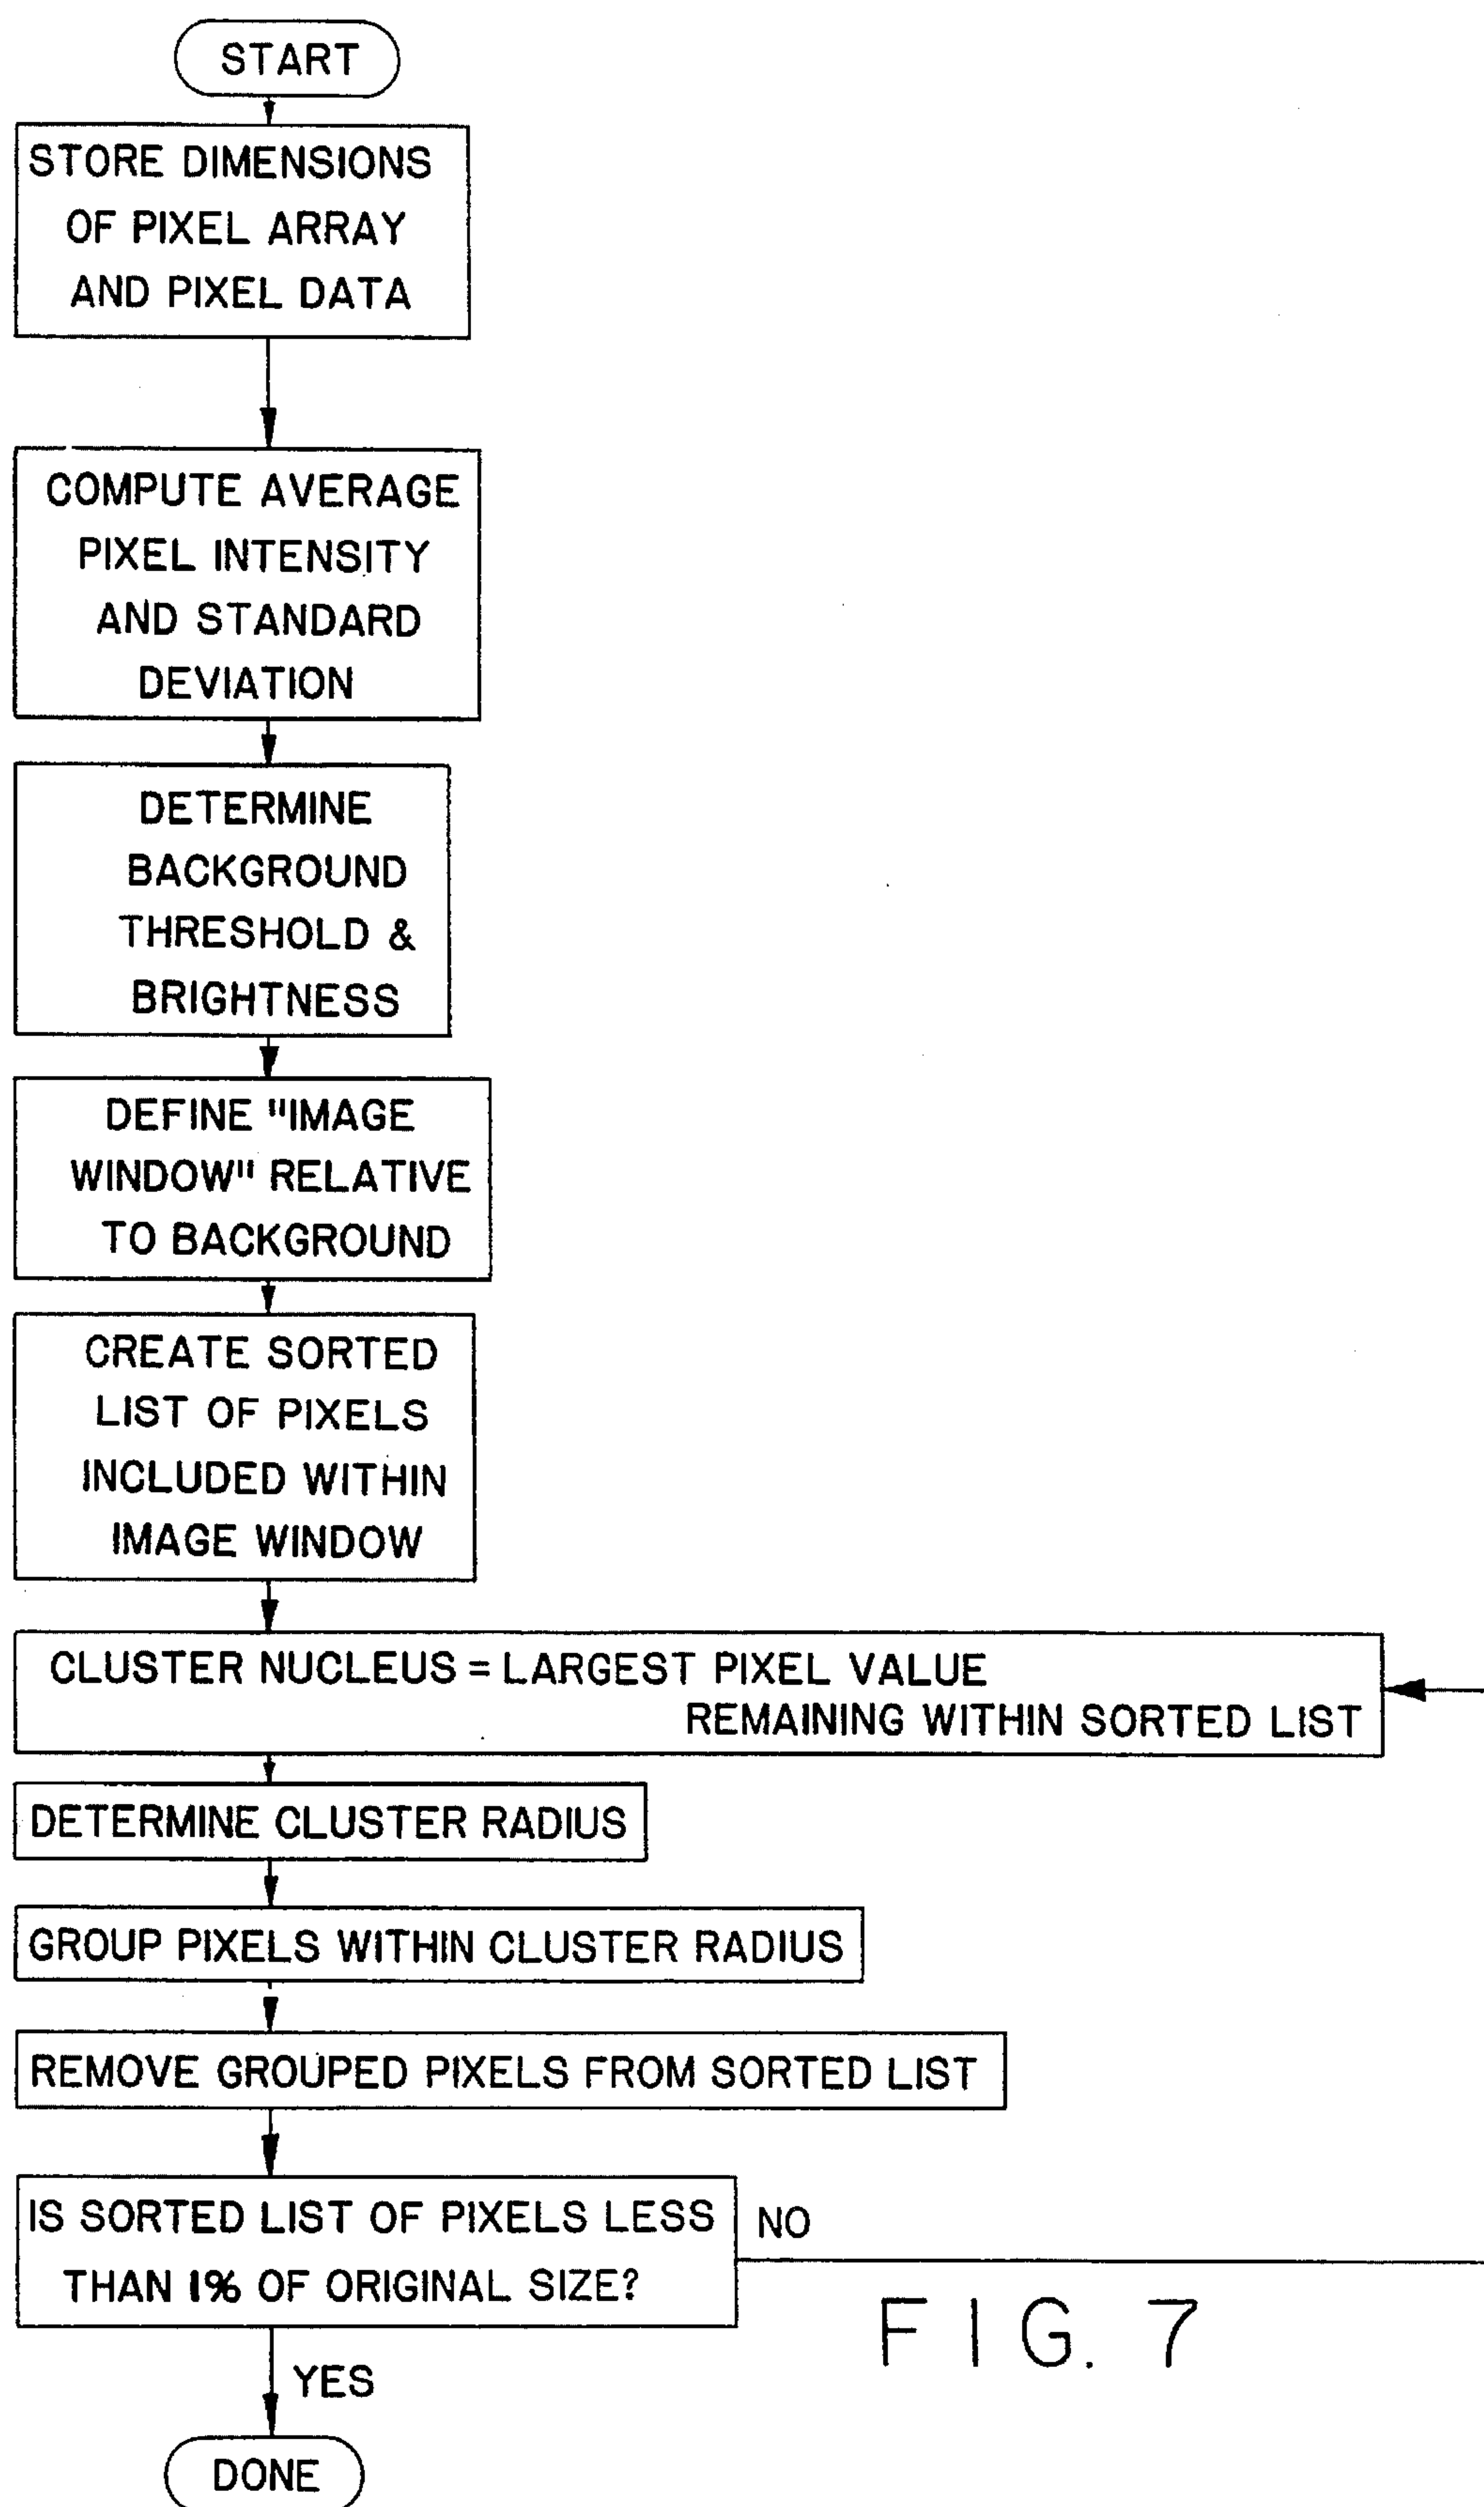 START
STORE DIMENSIONS
OF PIXEL ARRAY
AND PIXEL DATA
COMPUTE AVERAGE
PIXEL INTENSITY
AND STANDARD
DEVIATION
DETERMINE
BACKGROUND
THRESHOLD &
BRIGHTNESS
DEFINE "IMAGE
WINDOW" RELATIVE
TO BACKGROUND
CREATE SORTED
LIST OF PIXELS
INCLUDED WITHIN
IMAGE WINDOW
CLUSTER NUCLEUS = LARGEST PIXEL VALUE
REMAINING WITHIN SORTED LIST
DETERMINE CLUSTER RADIUS
GROUP PIXELS WITHIN CLUSTER RADIUS
REMOVE GROUPED PIXELS FROM SORTED LIST
IS SORTED LIST OF PIXELS LESS
THAN 1% OF ORIGINAL SIZE?
NO
YES
DONE
FIG. 7